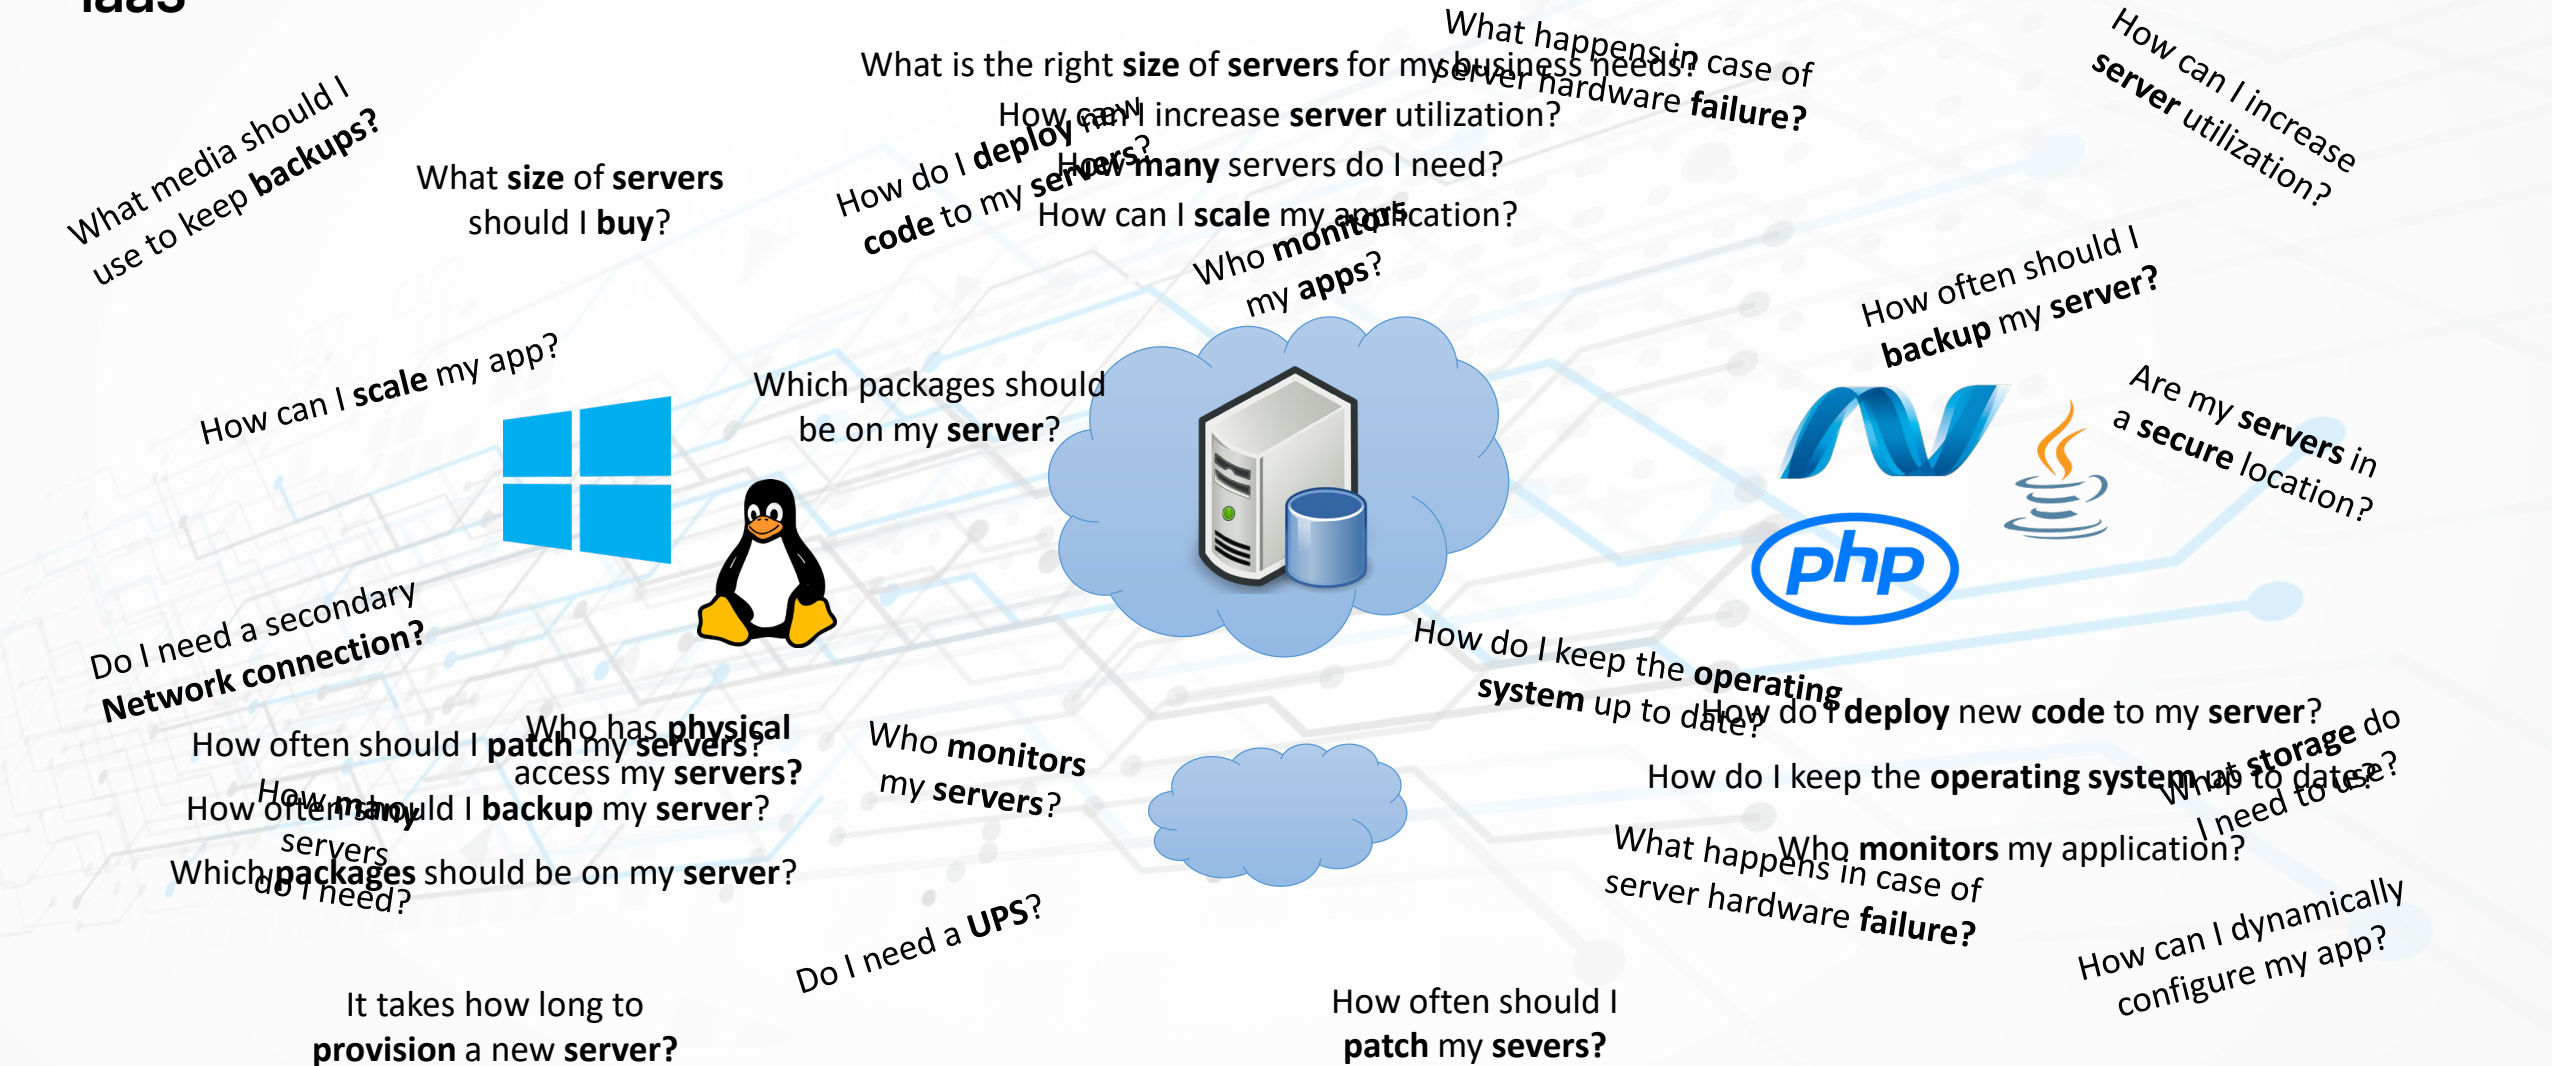 IaaS
What happens in case of
server hardware failure?
How can I increase
server utilization?
What is the right size of servers for my business needs?
How can I increase server utilization?
How many servers do I need?
How can I scale my application?
What media should I
use to keep backups?
What size of servers
should I buy?
How do I deploy new
code to my servers?
Who monitors
my apps?
How often should I
backup my server?
How can I scale my app?
Which packages should
be on my server?
Are my servers in
a secure location?
php
Do I need a secondary
Network connection?
How do I keep the operating
system up to date?
Who has physical
access my servers?
How often should I patch my servers?
How often should I backup my server?
Which packages should be on my server?
How many
servers
do I need?
Who monitors
my servers?
How do I deploy new code to my server?
How do I keep the operating system up to date?
Who monitors my application?
What storage do
I need to use?
What happens in case of
server hardware failure?
Do I need a UPS?
How can I dynamically
configure my app?
It takes how long to
provision a new server?
How often should I
patch my severs?